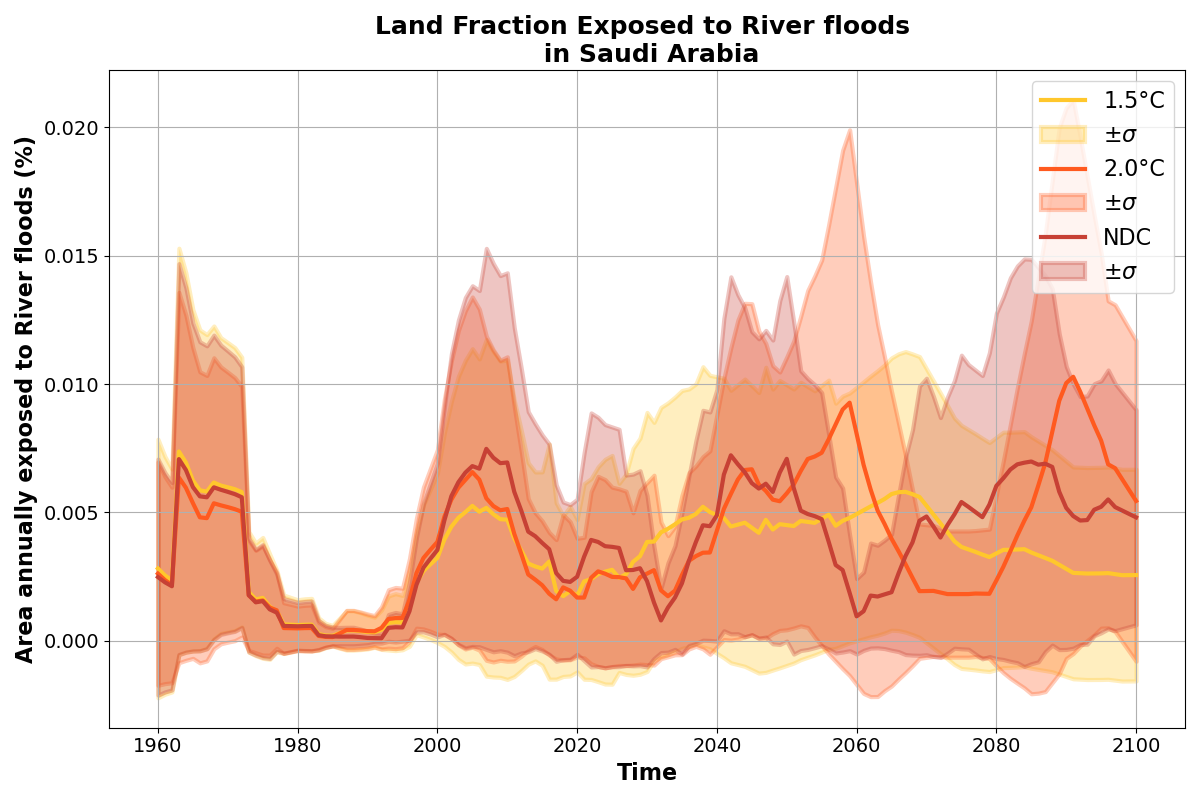 Land Fraction Exposed to River floods
in Saudi Arabia
Area annually exposed to River floods (%)
0.020
0.015
0.010
0.005
0.000
1960
1980
2000
2020
2040
2060
2080
2100
Time
1.5°C
±σ
2.0°C
±σ
NDC
±σ